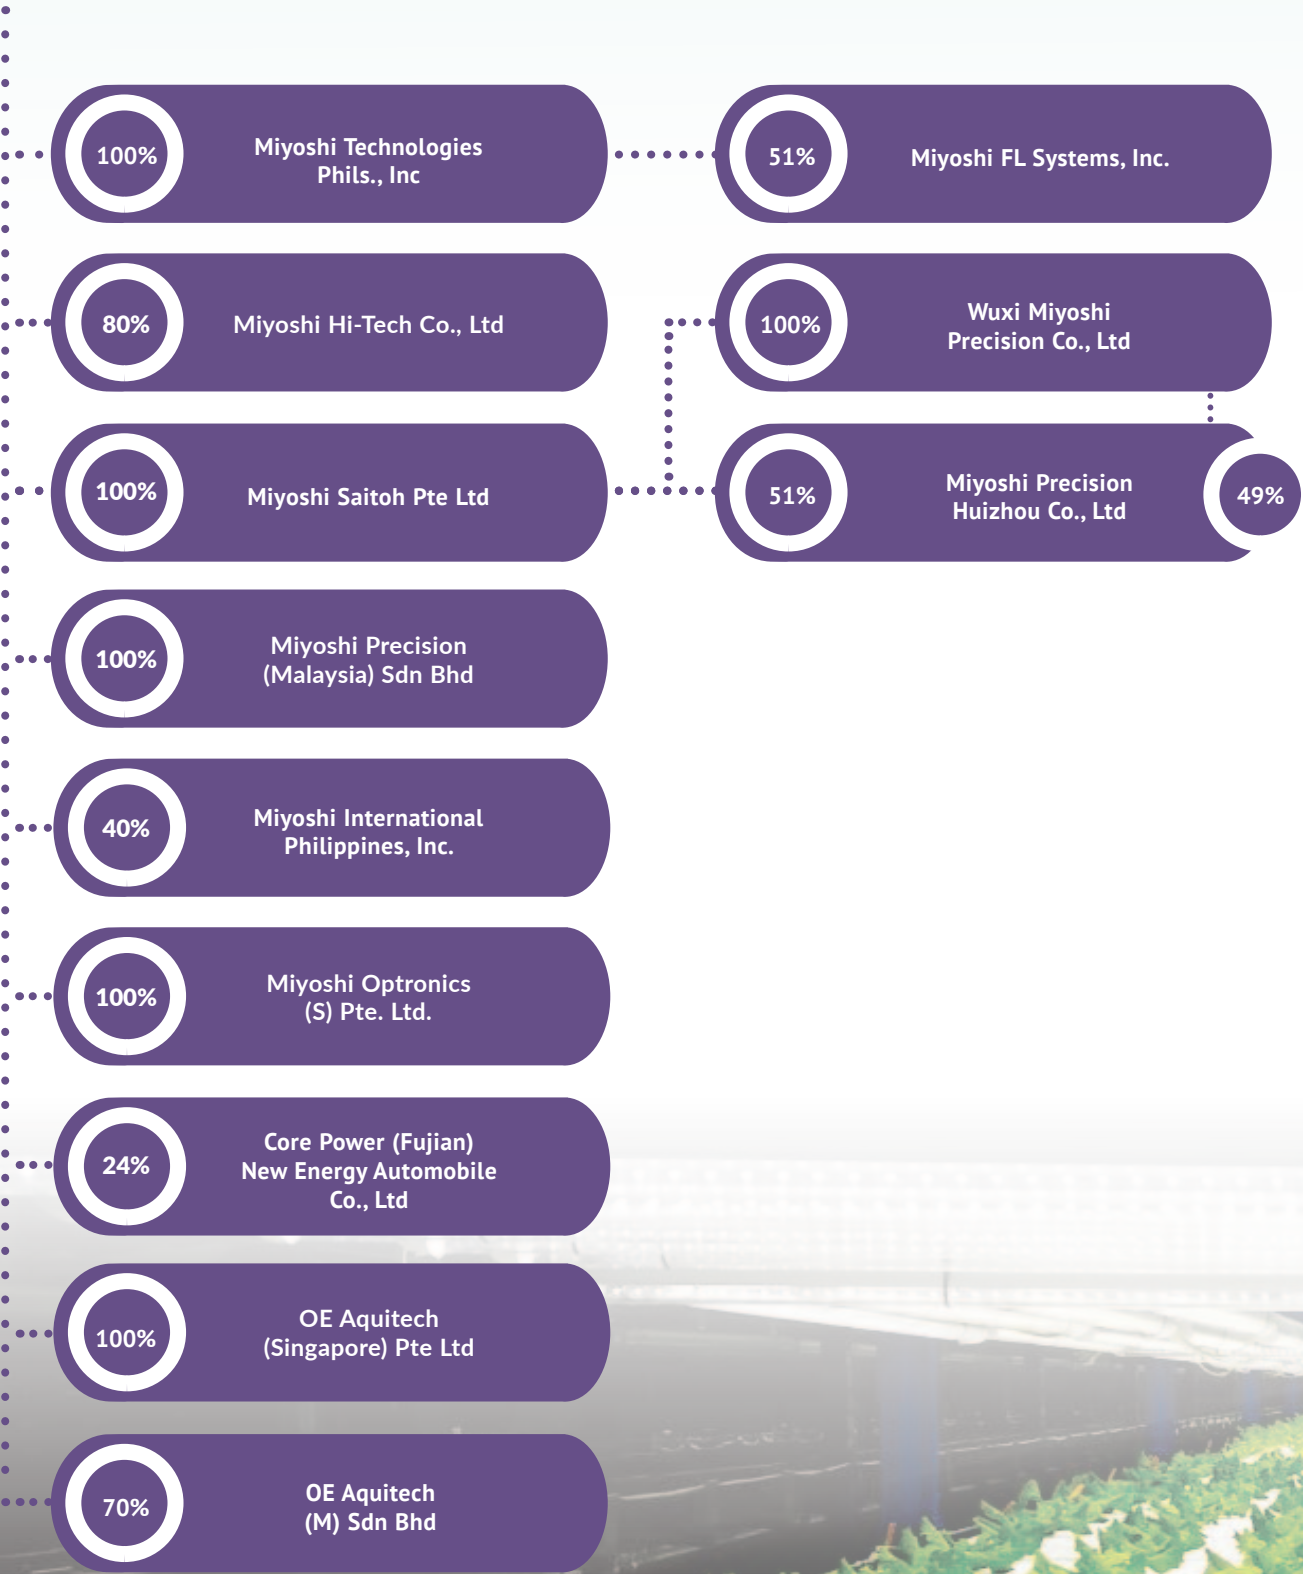 100%
Miyoshi Technologies
Phils., Inc
51%
Miyoshi FL Systems, Inc.
80%
Miyoshi Hi-Tech Co., Ltd
100%
Wuxi Miyoshi
Precision Co., Ltd
100%
Miyoshi Saitoh Pte Ltd
51%
Miyoshi Precision
Huizhou Co., Ltd
49%
100%
Miyoshi Precision
(Malaysia) Sdn Bhd
40%
Miyoshi International
Philippines, Inc.
100%
Miyoshi Optronics
(S) Pte. Ltd.
24%
Core Power (Fujian)
New Energy Automobile
Co., Ltd
100%
OE Aquitech
(Singapore) Pte Ltd
70%
OE Aquitech
(M) Sdn Bhd